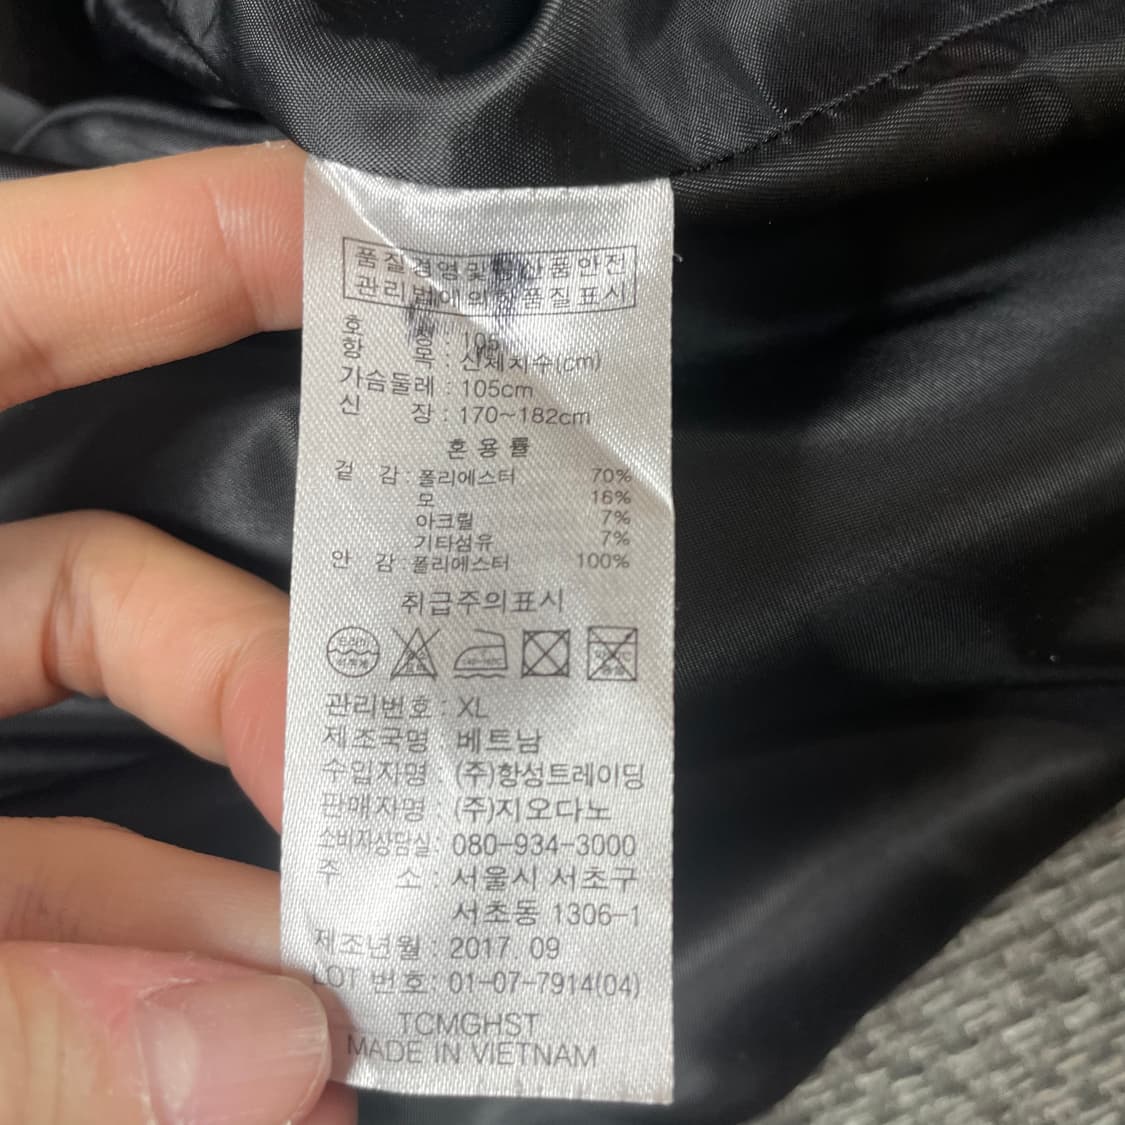 품질경영및 산품안전
관리법에 의한 품질표시
호 칭 : 105
항 목 : 신체치수(cm)
가슴둘레 : 105cm
신 장 : 170~182cm
혼 용 률
겉 감 : 폴리에스터 70%
모 16%
아크릴 7%
기타섬유 7%
안 감 : 폴리에스터 100%
취급주의표시
관리번호 : XL
제조국명 : 베트남
수입자명 : (주)항성트레이딩
판매자명 : (주)지오다노
소비자상담실 : 080-934-3000
주 소 : 서울시 서초구
서초동 1306-1
제조년월 : 2017. 09
LOT 번호 : 01-07-7914(04)
TCMGHST
MADE IN VIETNAM